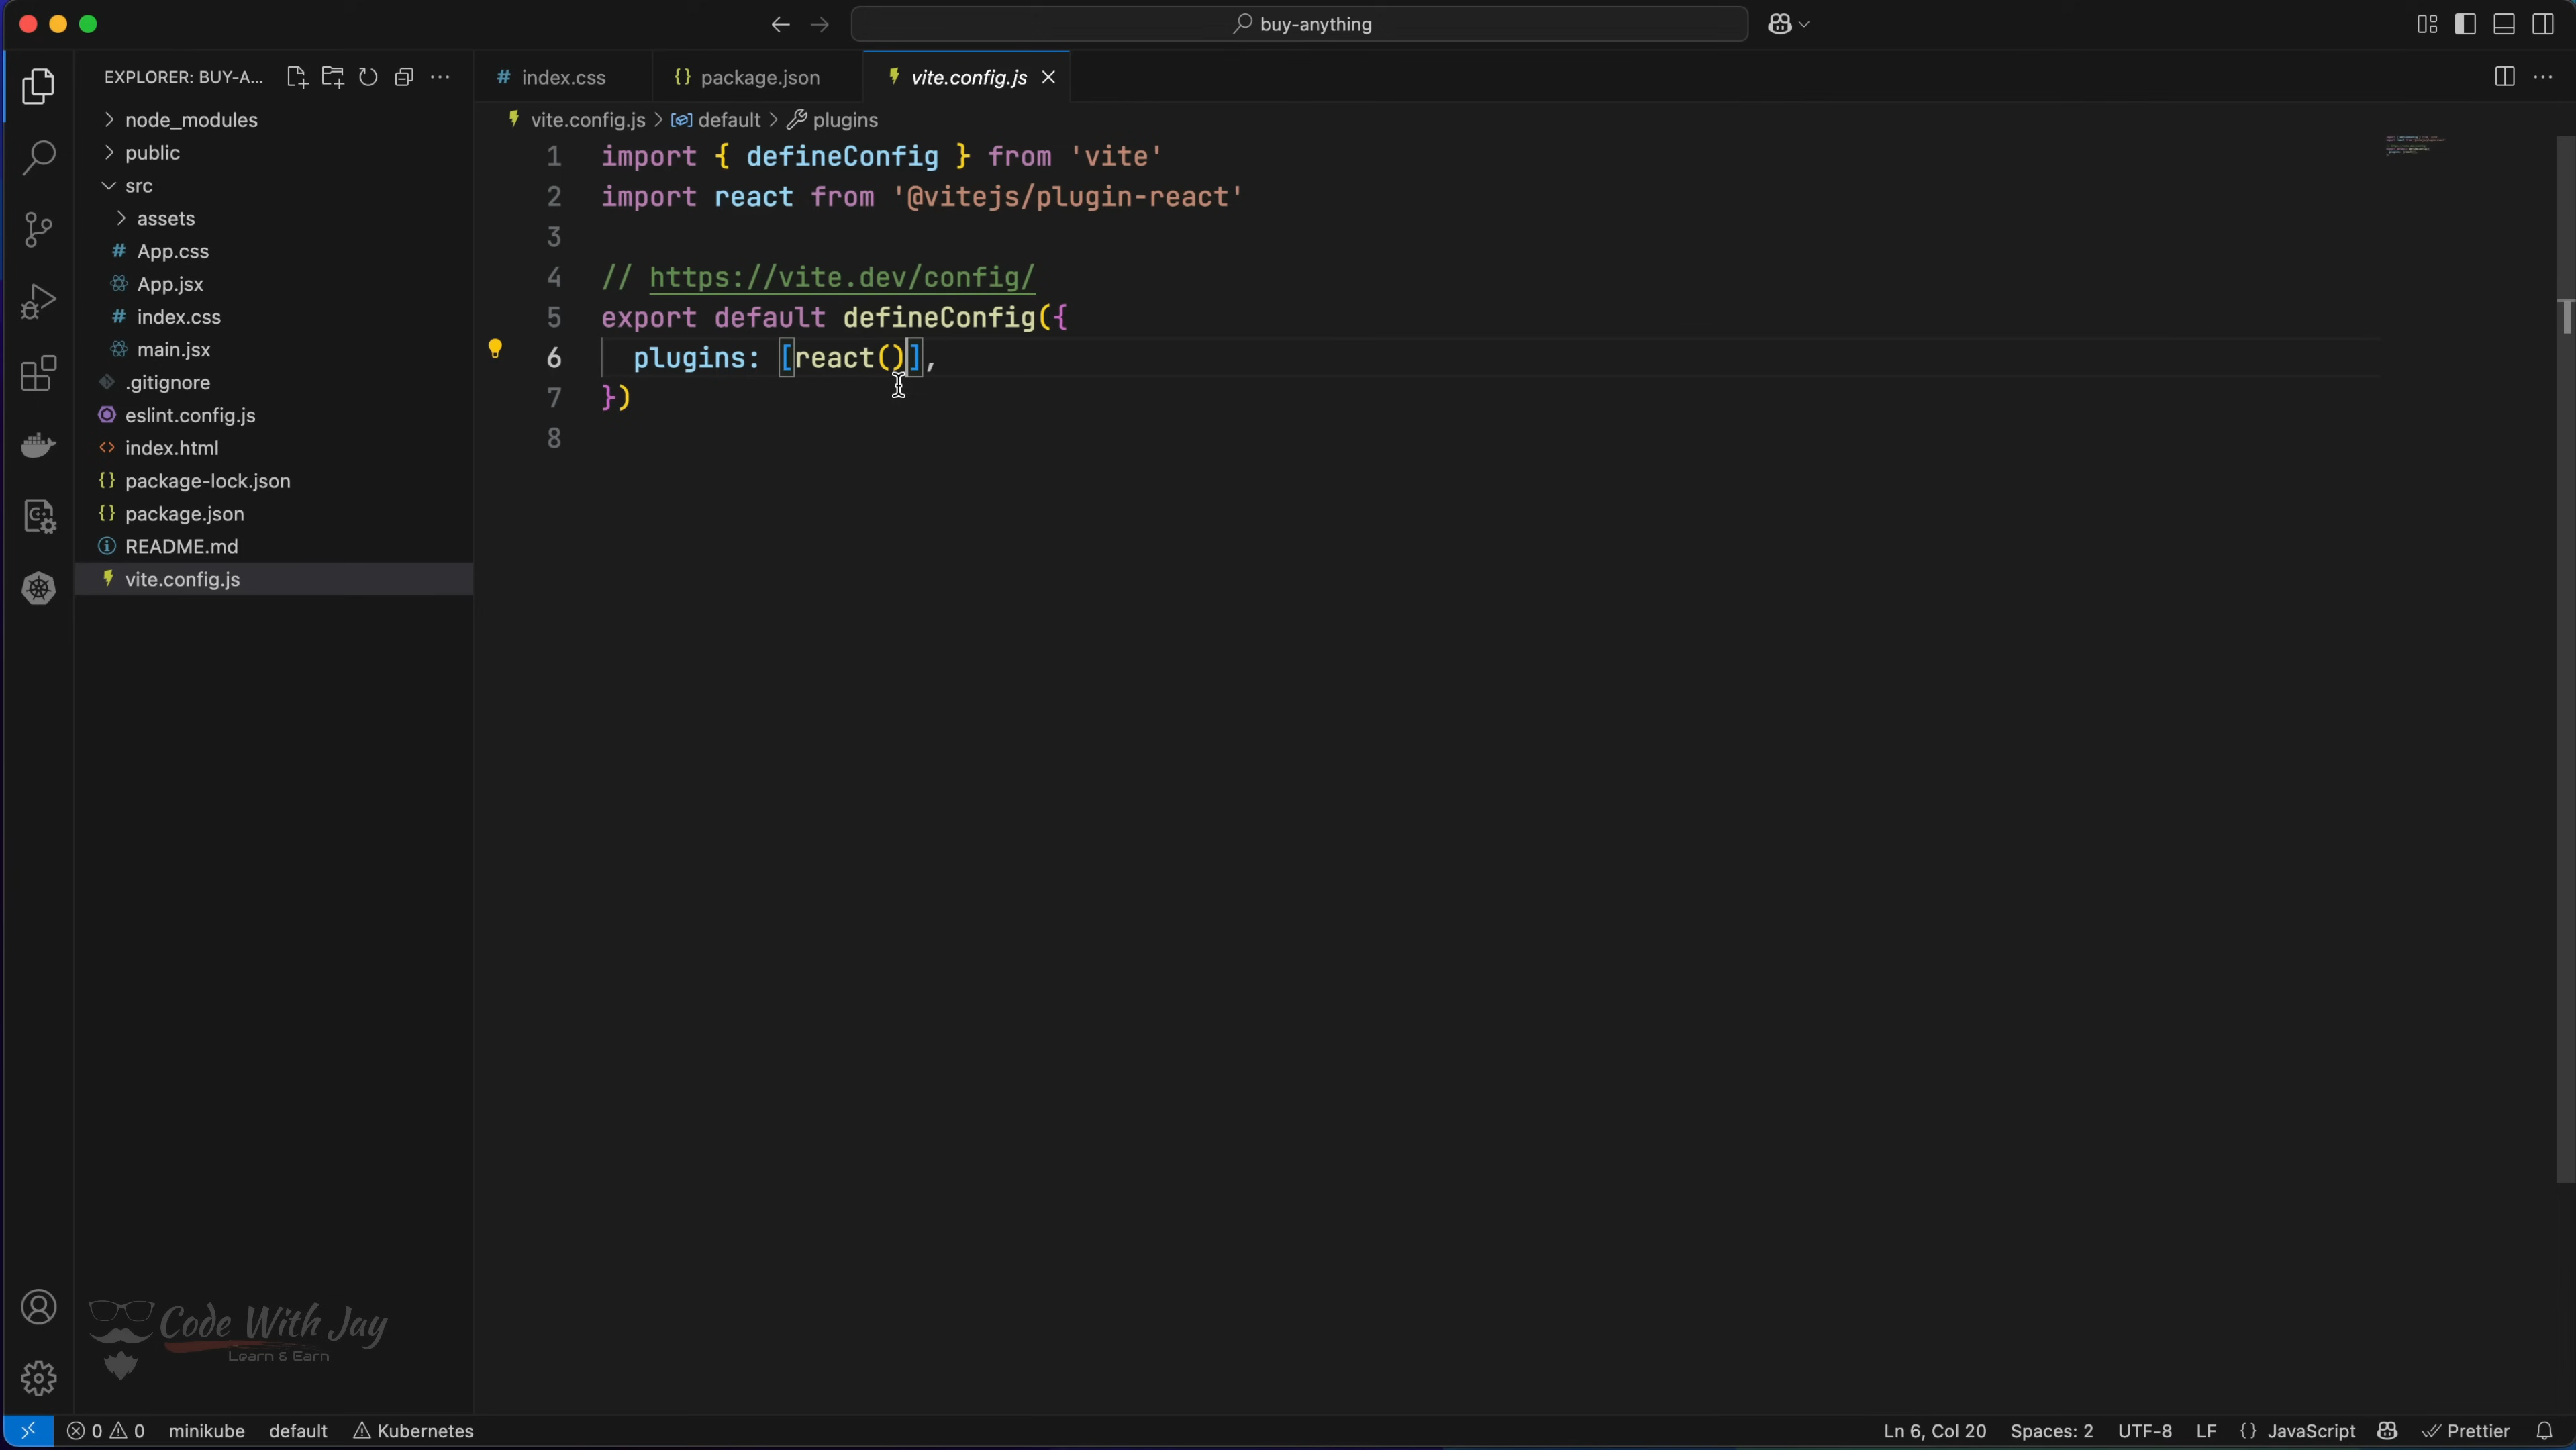 buy-anything
EXPLORER: BUY-A...
node_modules
public
src
assets
# App.css
App.jsx
# index.css
main.jsx
.gitignore
eslint.config.js
<> index.html
{} package-lock.json
{} package.json
README.md
vite.config.js
# index.css
{} package.json
vite.config.js
vite.config.js > default > plugins
1 import { defineConfig } from 'vite'
2 import react from '@vitejs/plugin-react'
3
4 // https://vite.dev/config/
5 export default defineConfig({
6 plugins: [react()],
7 })
8
Code With Jay
Learn & Earn
0 0 minikube default Kubernetes
Ln 6, Col 20 Spaces: 2 UTF-8 LF {} JavaScript Prettier